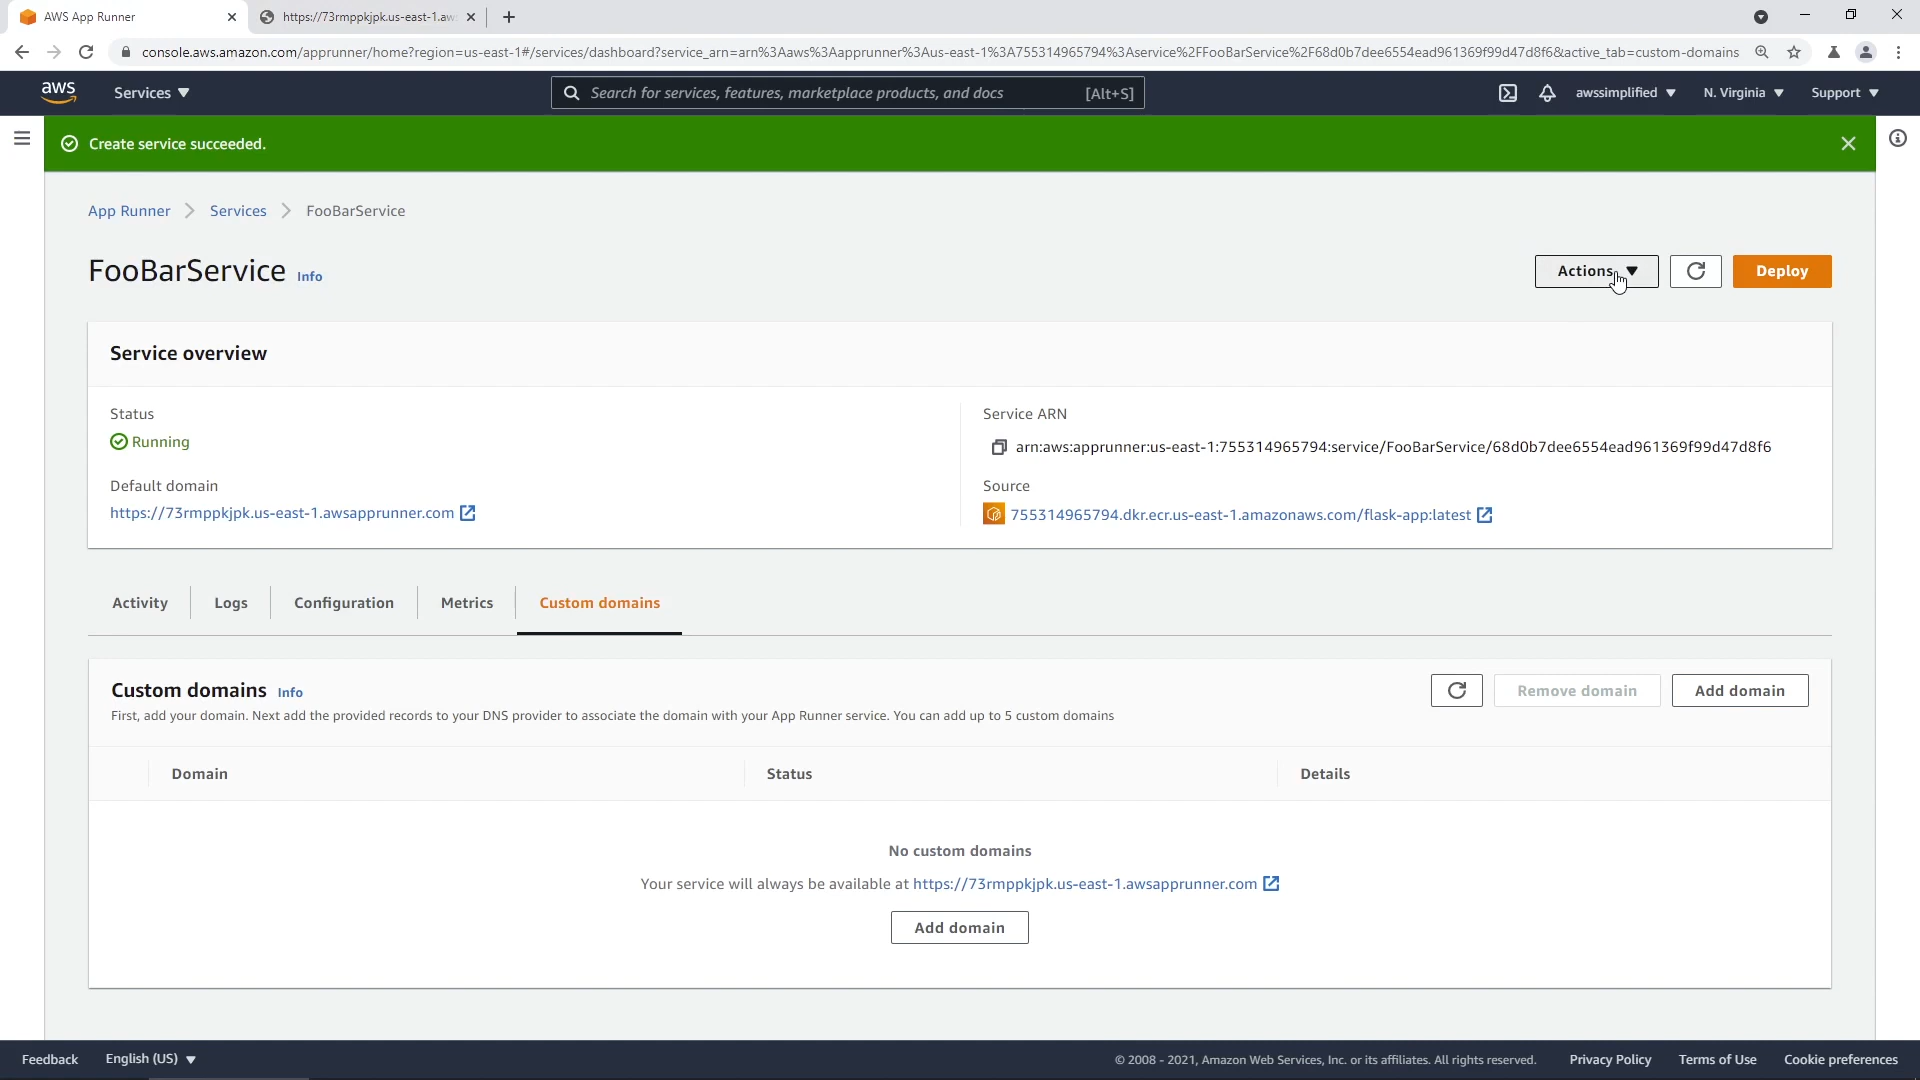 AWS App Runner
https://73rmppkjpk.us-east-1.aw
console.aws.amazon.com/apprunner/home?region=us-east-1#/services/dashboard?service_arn=arn%3Aaws%3Aapprunner%3Aus-east-1%3A755314965794%3Aservice%2FFooBarService%2F68d0b7dee6554ead961369f99d47d8f6&active_tab=custom-domains
aws
Services
Search for services, features, marketplace products, and docs
[Alt+S]
awssimplified
N. Virginia
Support
Create service succeeded.
App Runner
Services
FooBarService
FooBarService Info
Actions
Deploy
Service overview
Status
Running
Default domain
https://73rmppkjpk.us-east-1.awsapprunner.com
Service ARN
arn:aws:apprunner:us-east-1:755314965794:service/FooBarService/68d0b7dee6554ead961369f99d47d8f6
Source
755314965794.dkr.ecr.us-east-1.amazonaws.com/flask-app:latest
Activity
Logs
Configuration
Metrics
Custom domains
Custom domains Info
First, add your domain. Next add the provided records to your DNS provider to associate the domain with your App Runner service. You can add up to 5 custom domains
Remove domain
Add domain
Domain
Status
Details
No custom domains
Your service will always be available at https://73rmppkjpk.us-east-1.awsapprunner.com
Add domain
Feedback
English (US)
© 2008 - 2021, Amazon Web Services, Inc. or its affiliates. All rights reserved.
Privacy Policy
Terms of Use
Cookie preferences